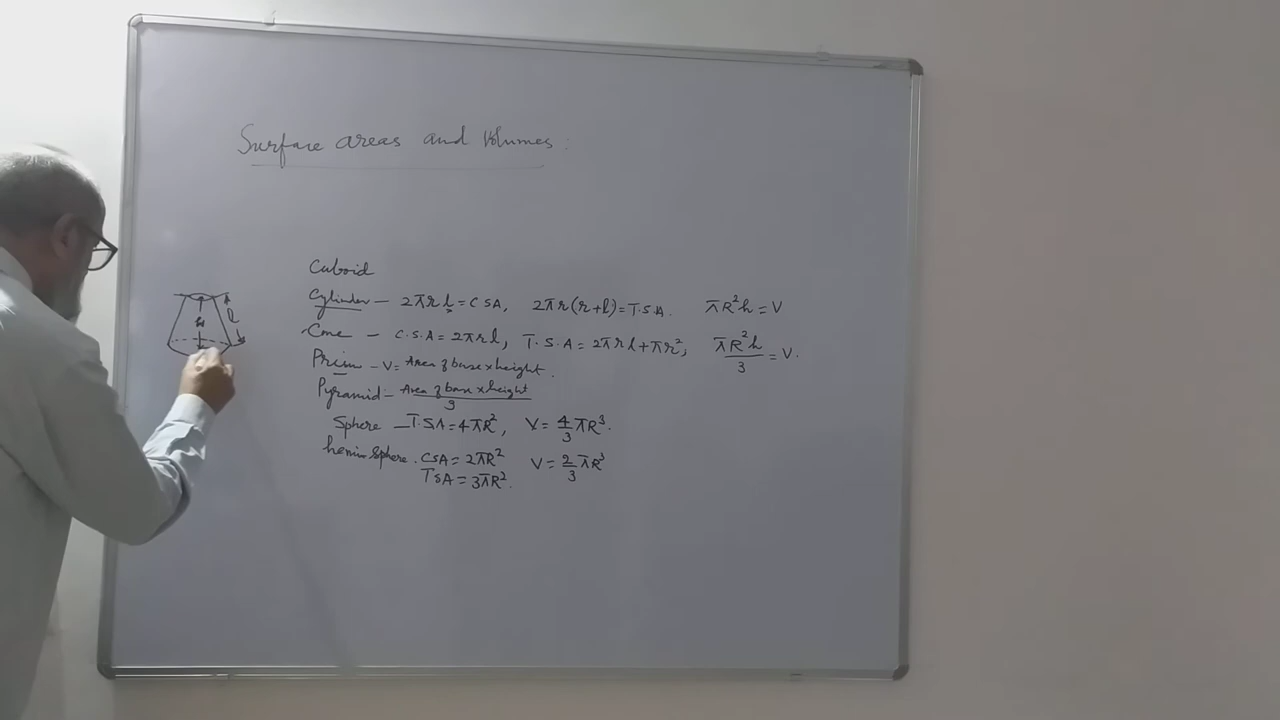 Surface areas and Volumes :
Cuboid
Cylinder — 2πrl = CSA, 2πr(r+l) = T.S.A. πR²h = V
Cone — C.S.A = 2πrl, T.S.A = 2πrl + πr², πR²h/3 = V.
Prism — V = Area of base x height.
Pyramid — Area of base x height/3
Sphere — T.SA = 4πR², V = 4/3 πR³.
hemisphere. CSA = 2πR² V = 2/3 πR³
TSA = 3πR².
h
l